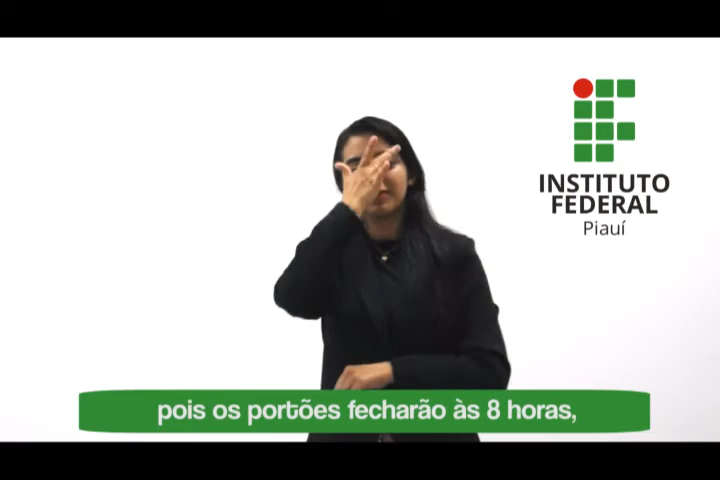 INSTITUTO
FEDERAL
Piauí
pois os portões fecharão às 8 horas,